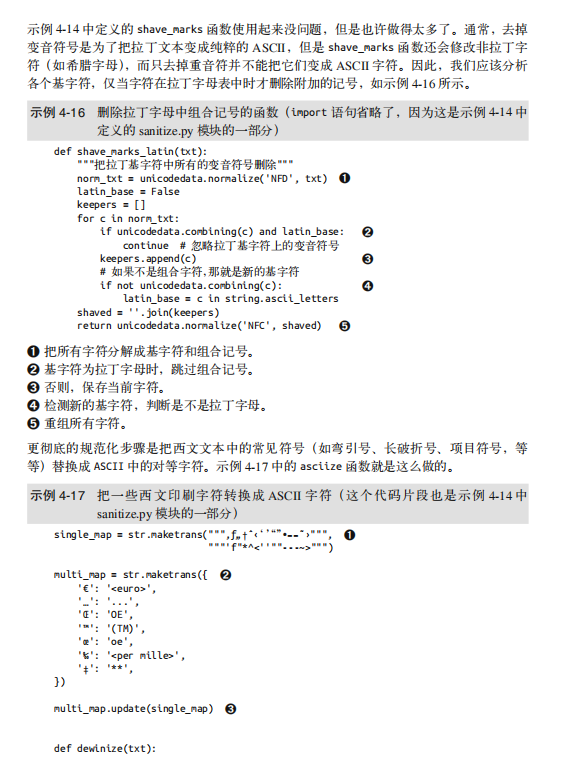 示例 4-14 中定义的 shave_marks 函数使用起来没问题，但是也许做得太多了。通常，去掉
变音符号是为了把拉丁文本变成纯粹的 ASCII，但是 shave_marks 函数还会修改非拉丁字
符（如希腊字母），而只去掉重音符并不能把它们变成 ASCII 字符。因此，我们应该分析
各个基字符，仅当字符在拉丁字母表中时才删除附加的记号，如示例 4-16 所示。
示例 4-16 删除拉丁字母中组合记号的函数（import 语句省略了，因为这是示例 4-14 中
定义的 sanitize.py 模块的一部分）
def shave_marks_latin(txt):
    """把拉丁基字符中所有的变音符号删除"""
    norm_txt = unicodedata.normalize('NFD', txt) ❶
    latin_base = False
    keepers = []
    for c in norm_txt:
        if unicodedata.combining(c) and latin_base: ❷
            continue # 忽略拉丁基字符上的变音符号
        keepers.append(c) ❸
        # 如果不是组合字符,那就是新的基字符
        if not unicodedata.combining(c): ❹
            latin_base = c in string.ascii_letters
    shaved = ''.join(keepers)
    return unicodedata.normalize('NFC', shaved) ❺
❶ 把所有字符分解成基字符和组合记号。
❷ 基字符为拉丁字母时，跳过组合记号。
❸ 否则，保存当前字符。
❹ 检测新的基字符，判断是不是拉丁字母。
❺ 重组所有字符。
更彻底的规范化步骤是把西文文本中的常见符号（如弯引号、长破折号、项目符号，等
等）替换成 ASCII 中的对等字符。示例 4-17 中的 asciize 函数就是这么做的。
示例 4-17 把一些西文印刷字符转换成 ASCII 字符（这个代码片段也是示例 4-14 中
sanitize.py 模块的一部分）
single_map = str.maketrans(""",ƒ„†ˆ‹‘’“”•–—˜›""", ❶
                           """'f"*^<''""---~>""")
multi_map = str.maketrans({ ❷
    '€': '<euro>',
    '…': '...',
    'Œ': 'OE',
    '™': '(TM)',
    'œ': 'oe',
    '‰': '<per mille>',
    '‡': '**',
})
multi_map.update(single_map) ❸
def dewinize(txt):